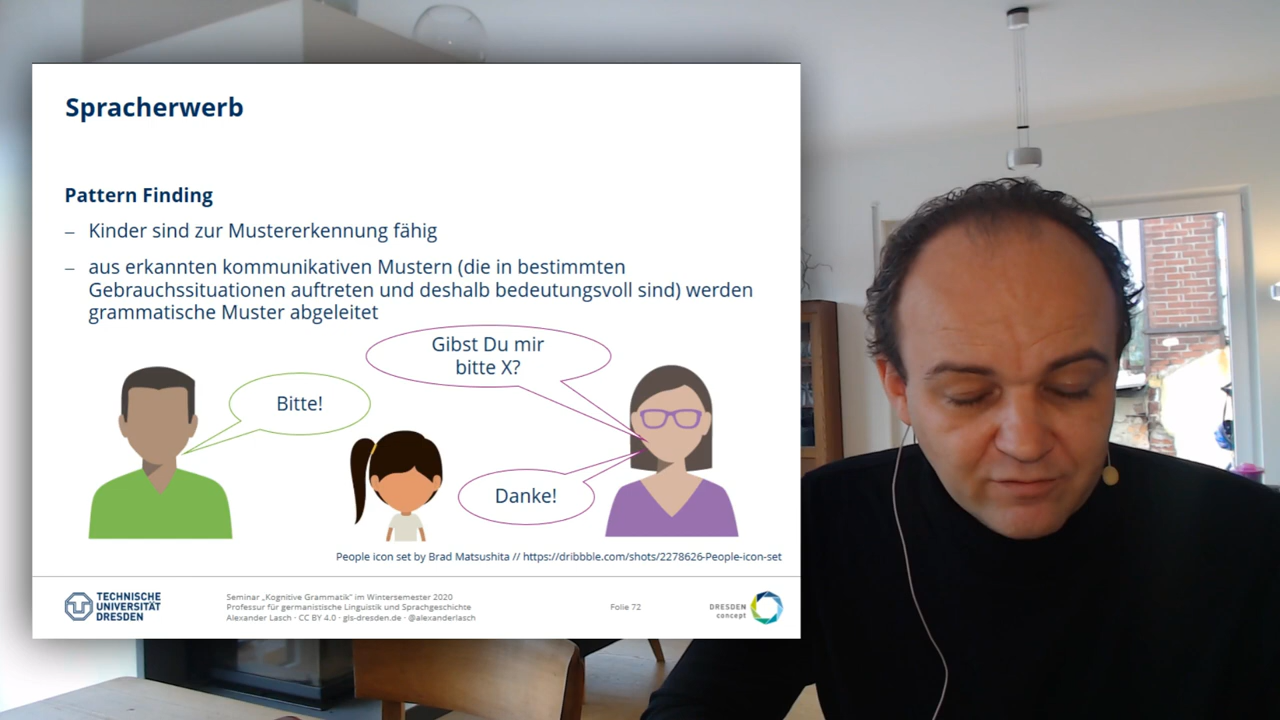 Spracherwerb
Pattern Finding
– Kinder sind zur Mustererkennung fähig
– aus erkannten kommunikativen Mustern (die in bestimmten
Gebrauchssituationen auftreten und deshalb bedeutungsvoll sind) werden
grammatische Muster abgeleitet
Gibst Du mir
bitte X?
Bitte!
Danke!
People icon set by Brad Matsushita // https://dribbble.com/shots/2278626-People-icon-set
TECHNISCHE
UNIVERSITÄT
DRESDEN
Seminar „Kognitive Grammatik“ im Wintersemester 2020
Professur für germanistische Linguistik und Sprachgeschichte
Alexander Lasch · CC BY 4.0 · gls-dresden.de · @alexanderlasch
Folie 72
DRESDEN
concept